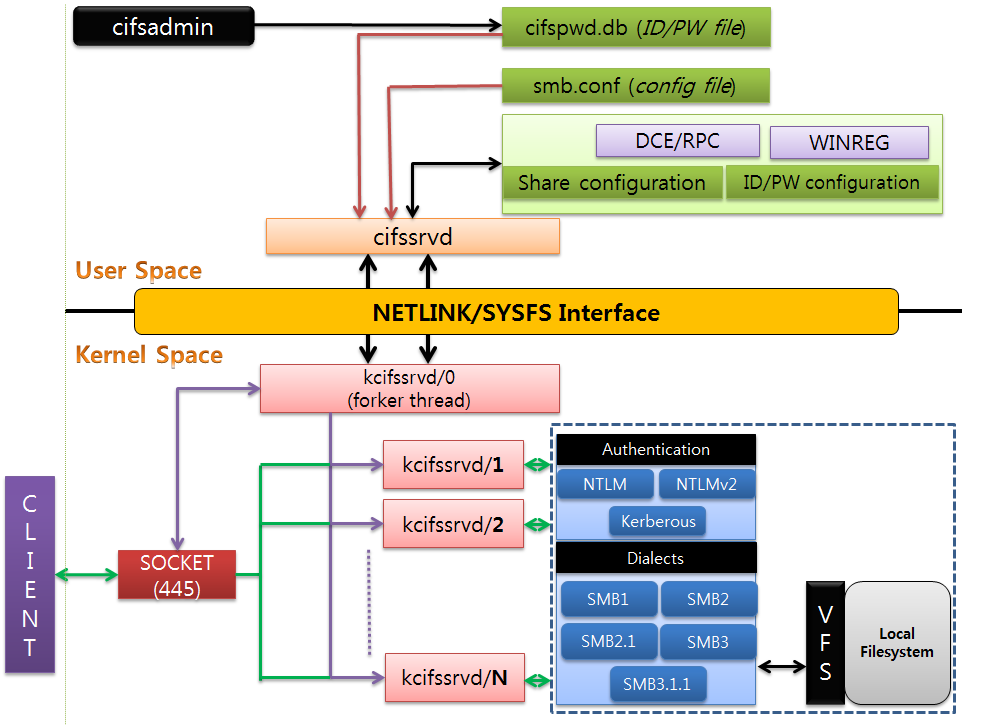 cifsadmin
cifspwd.db (ID/PW file)
smb.conf (config file)
DCE/RPC
WINREG
Share configuration
ID/PW configuration
cifssrvd
User Space
NETLINK/SYSFS Interface
Kernel Space
kcifssrvd/0
(forker thread)
Authentication
kcifssrvd/1
NTLM
NTLMv2
kcifssrvd/2
Kerberous
CLIENT
SOCKET
(445)
Dialects
SMB1
SMB2
SMB2.1
SMB3
SMB3.1.1
kcifssrvd/N
VFS
Local
Filesystem